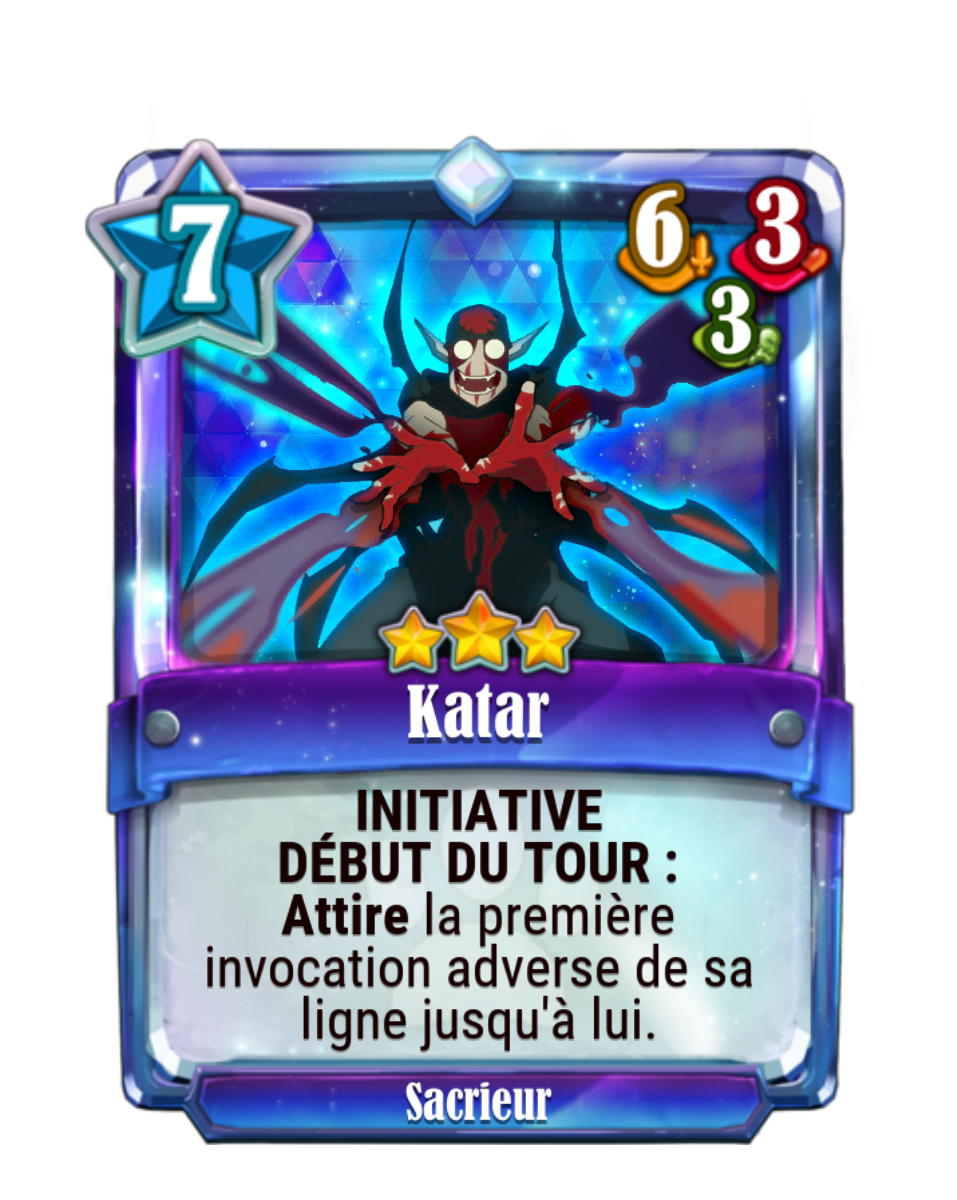 7
6
3
3
Katar
INITIATIVE
DÉBUT DU TOUR :
Attire la première
invocation adverse de sa
ligne jusqu'à lui.
Sacrieur